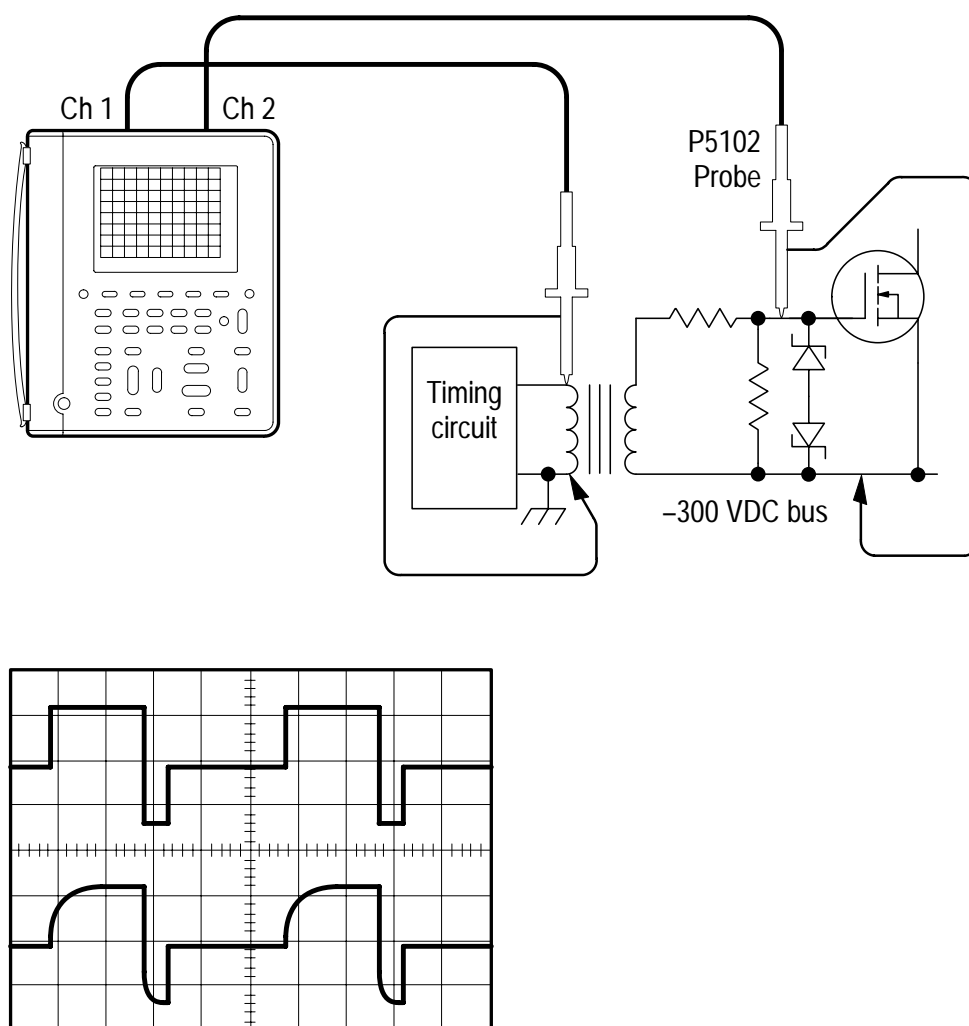 Ch 1
Ch 2
P5102
Probe
Timing
circuit
–300 VDC bus